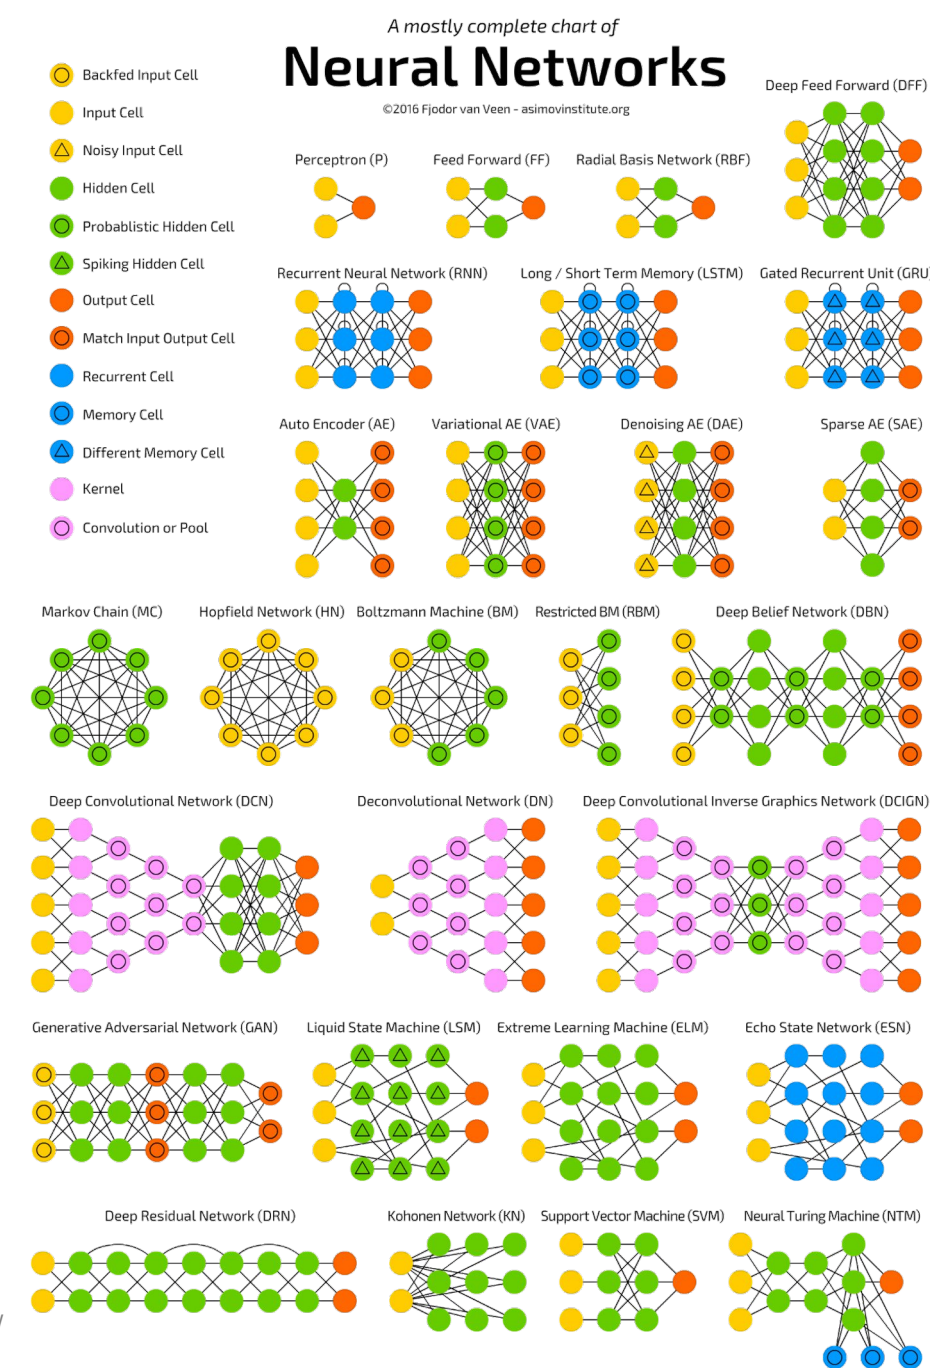 A mostly complete chart of
Neural Networks
©2016 Fjodor van Veen - asimovinstitute.org
Backfed Input Cell
Input Cell
Noisy Input Cell
Hidden Cell
Probablistic Hidden Cell
Spiking Hidden Cell
Output Cell
Match Input Output Cell
Recurrent Cell
Memory Cell
Different Memory Cell
Kernel
Convolution or Pool
Deep Feed Forward (DFF)
Perceptron (P)
Feed Forward (FF)
Radial Basis Network (RBF)
Recurrent Neural Network (RNN)
Long / Short Term Memory (LSTM)
Gated Recurrent Unit (GRU)
Auto Encoder (AE)
Variational AE (VAE)
Denoising AE (DAE)
Sparse AE (SAE)
Markov Chain (MC)
Hopfield Network (HN)
Boltzmann Machine (BM)
Restricted BM (RBM)
Deep Belief Network (DBN)
Deep Convolutional Network (DCN)
Deconvolutional Network (DN)
Deep Convolutional Inverse Graphics Network (DCIGN)
Generative Adversarial Network (GAN)
Liquid State Machine (LSM)
Extreme Learning Machine (ELM)
Echo State Network (ESN)
Deep Residual Network (DRN)
Kohonen Network (KN)
Support Vector Machine (SVM)
Neural Turing Machine (NTM)